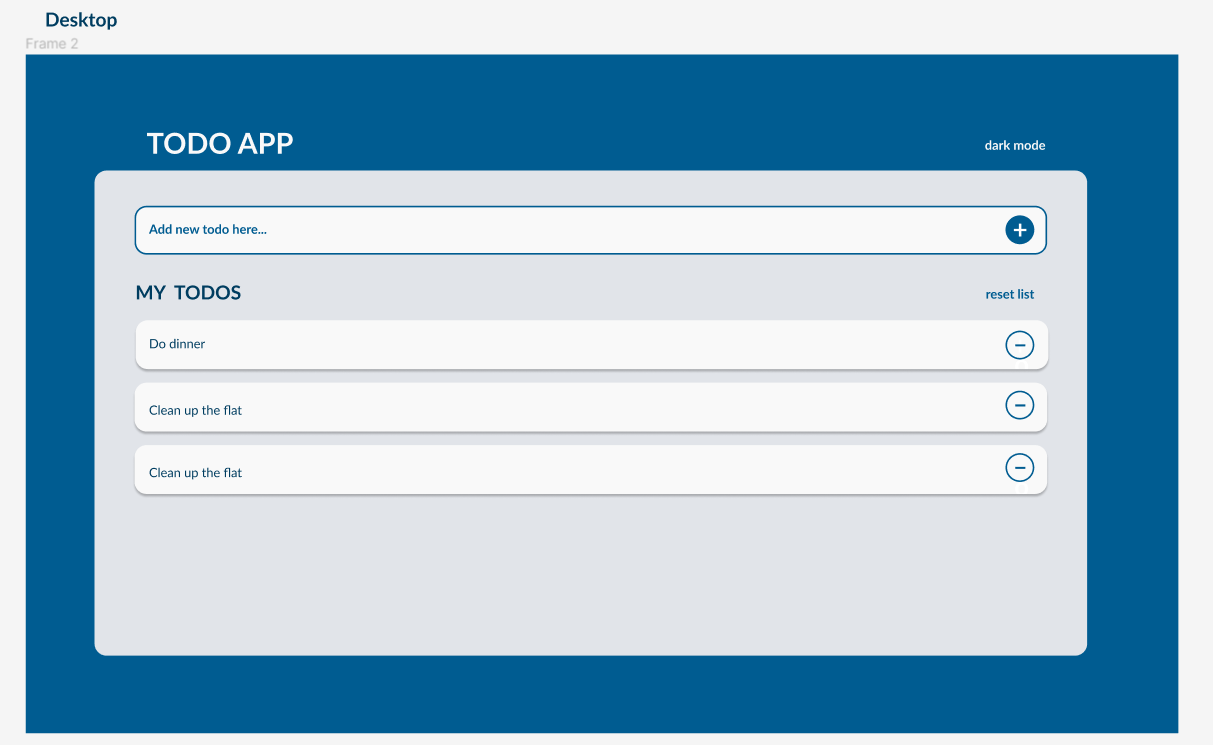 Desktop
Frame 2
TODO APP
dark mode
Add new todo here...
MY TODOS
reset list
Do dinner
Clean up the flat
Clean up the flat